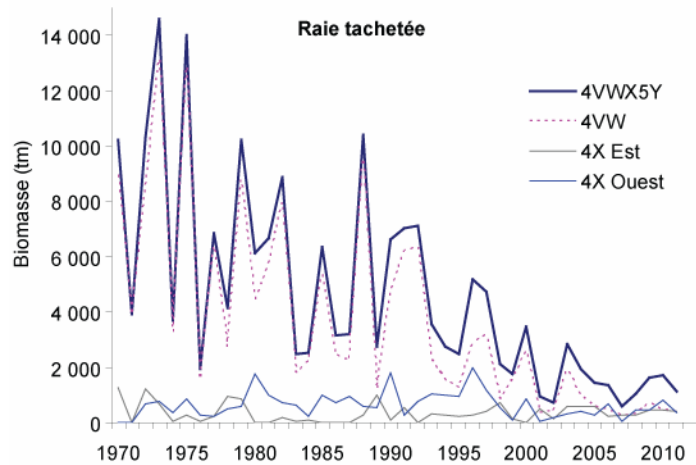 Raie tachetée
Biomasse (tm)
14 000
12 000
10 000
8 000
6 000
4 000
2 000
0
4VWX5Y
4VW
4X Est
4X Ouest
1970 1975 1980 1985 1990 1995 2000 2005 2010